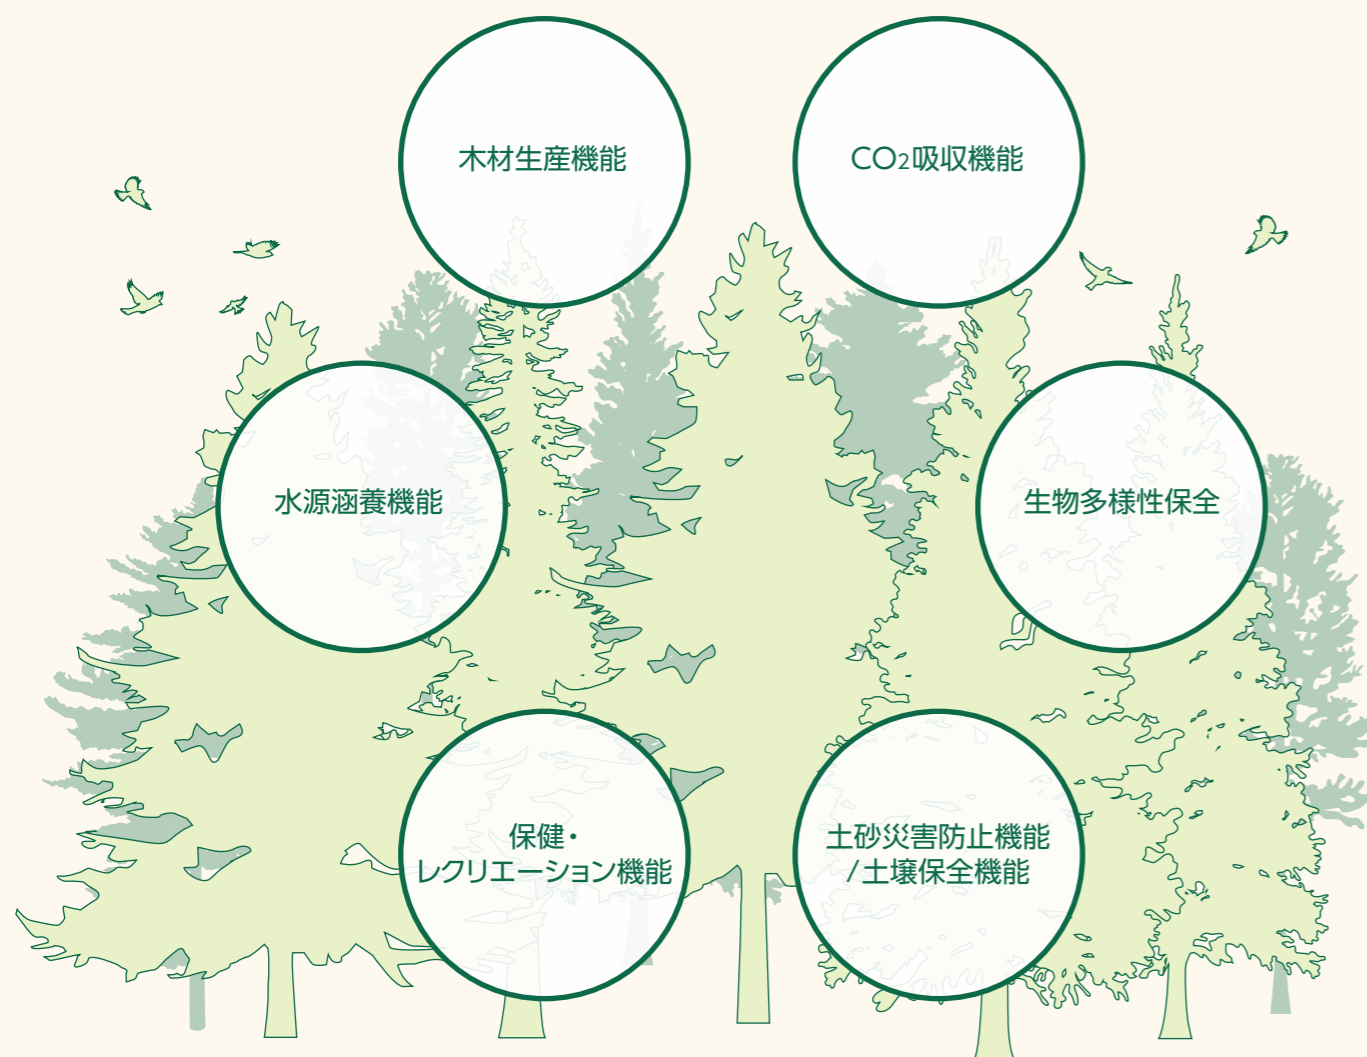 木材生産機能
CO₂吸収機能
水源涵養機能
生物多様性保全
保健・
レクリエーション機能
土砂災害防止機能
/土壌保全機能